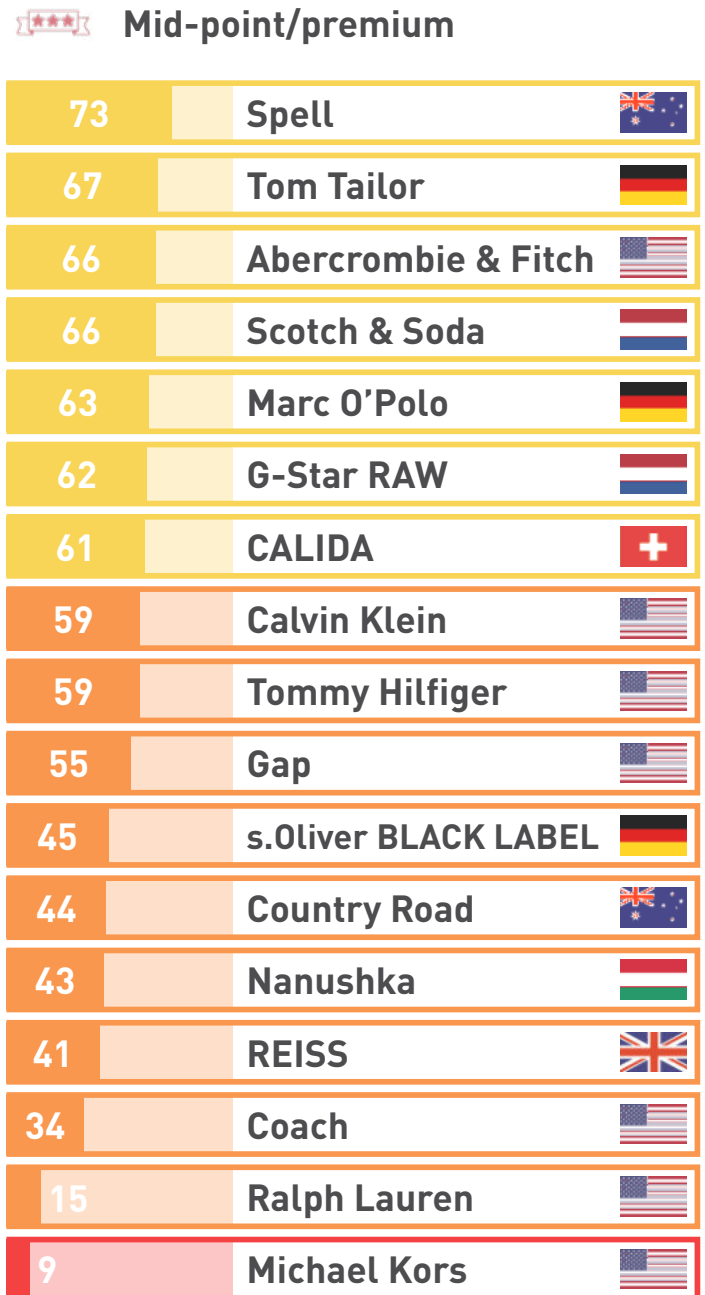 Mid-point/premium
73 Spell
67 Tom Tailor
66 Abercrombie & Fitch
66 Scotch & Soda
63 Marc O’Polo
62 G-Star RAW
61 CALIDA
59 Calvin Klein
59 Tommy Hilfiger
55 Gap
45 s.Oliver BLACK LABEL
44 Country Road
43 Nanushka
41 REISS
34 Coach
15 Ralph Lauren
9 Michael Kors